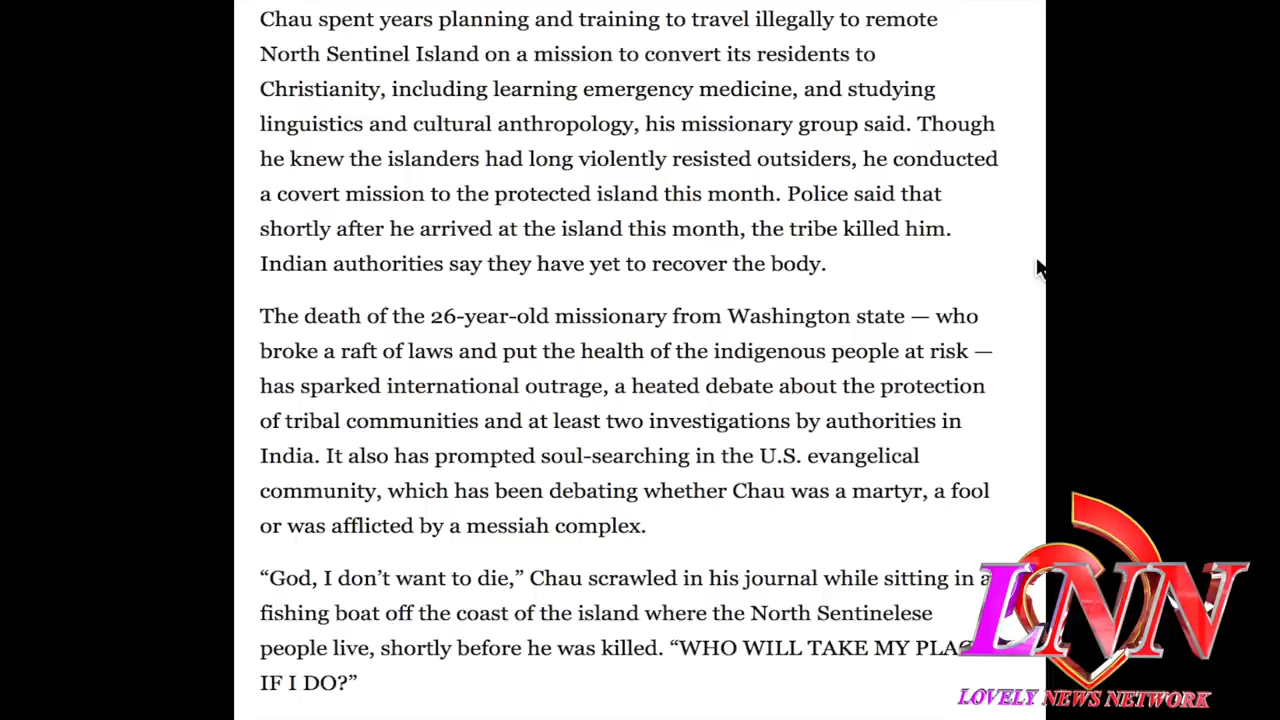 Chau spent years planning and training to travel illegally to remote
North Sentinel Island on a mission to convert its residents to
Christianity, including learning emergency medicine, and studying
linguistics and cultural anthropology, his missionary group said. Though
he knew the islanders had long violently resisted outsiders, he conducted
a covert mission to the protected island this month. Police said that
shortly after he arrived at the island this month, the tribe killed him.
Indian authorities say they have yet to recover the body.
The death of the 26-year-old missionary from Washington state — who
broke a raft of laws and put the health of the indigenous people at risk —
has sparked international outrage, a heated debate about the protection
of tribal communities and at least two investigations by authorities in
India. It also has prompted soul-searching in the U.S. evangelical
community, which has been debating whether Chau was a martyr, a fool
or was afflicted by a messiah complex.
“God, I don’t want to die,” Chau scrawled in his journal while sitting in a
fishing boat off the coast of the island where the North Sentinelese
people live, shortly before he was killed. “WHO WILL TAKE MY
IF I DO?”
LNN
LOVELY NEWS NETWORK